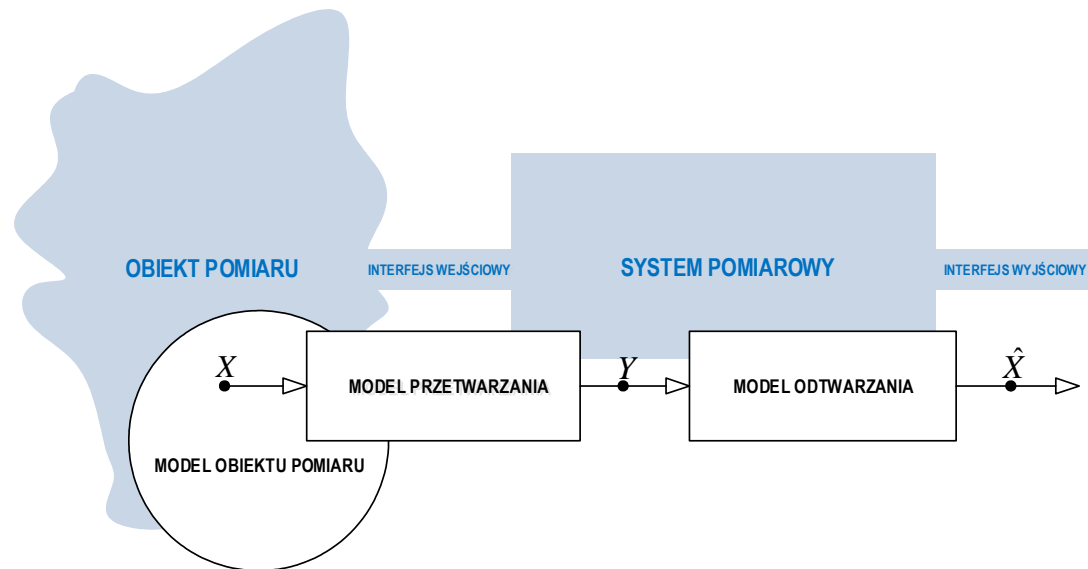 OBIEKT POMIARU
INTERFEJS WEJŚCIOWY
SYSTEM POMIAROWY
INTERFEJS WYJŚCIOWY
X
MODEL PRZETWARZANIA
Y
MODEL ODTWARZANIA
X̂
MODEL OBIEKTU POMIARU